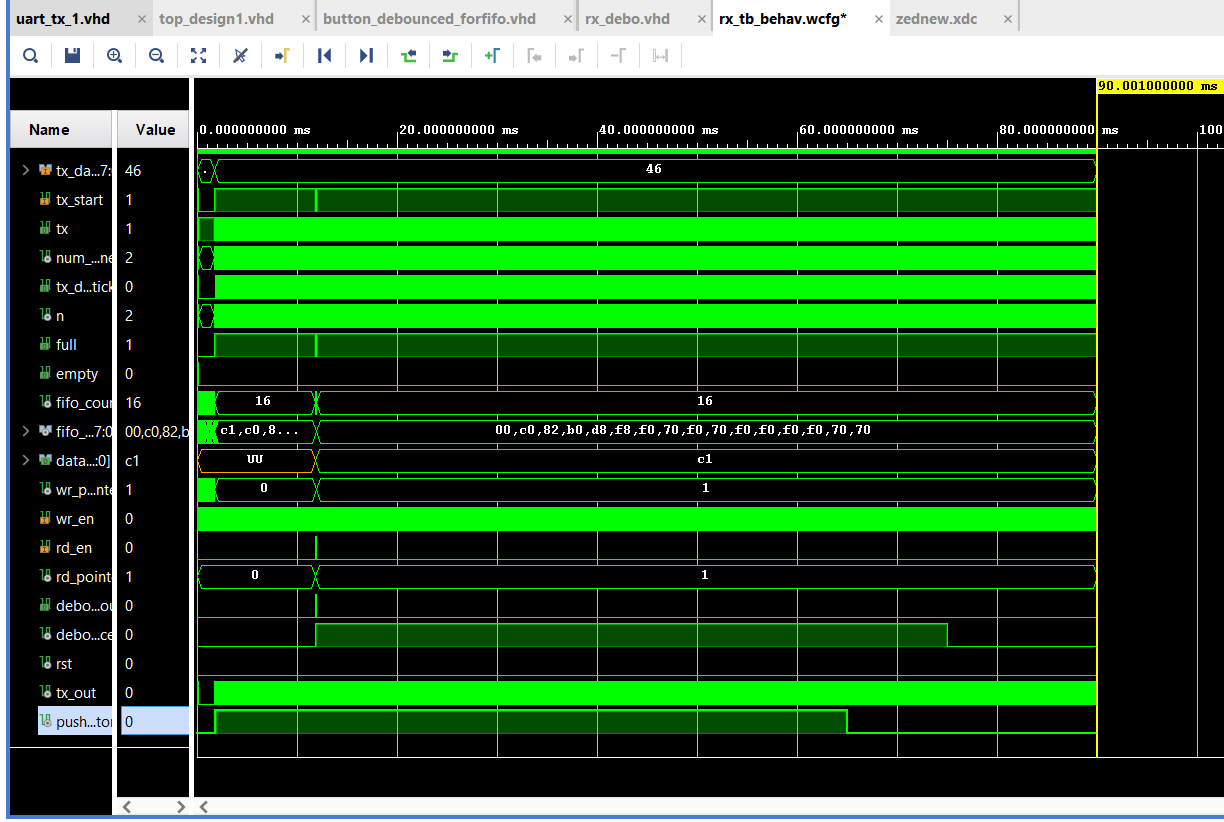 uart_tx_1.vhd × top_design1.vhd × button_debounced_forfifo.vhd × rx_debo.vhd × rx_tb_behav.wcfg* × zednew.xdc ×
90.001000000 ms
Name Value 0.000000000 ms 20.000000000 ms 40.000000000 ms 60.000000000 ms 80.000000000 ms 100
tx_da...7: 46 . 46
tx_start 1
tx 1
num_...ne 2
tx_d...tick 0
n 2
full 1
empty 0
fifo_cour 16 16 16
fifo_...7:0 00,c0,82,b c1,c0,8... 00,c0,82,b0,d8,f8,f0,70,f0,70,f0,f0,f0,f0,70,70
data...:0] c1 UU c1
wr_p...nte 1 0 1
wr_en 0
rd_en 0
rd_point 1 0 1
debo...ou 0
debo...ce 0
rst 0
tx_out 0
push...tor 0